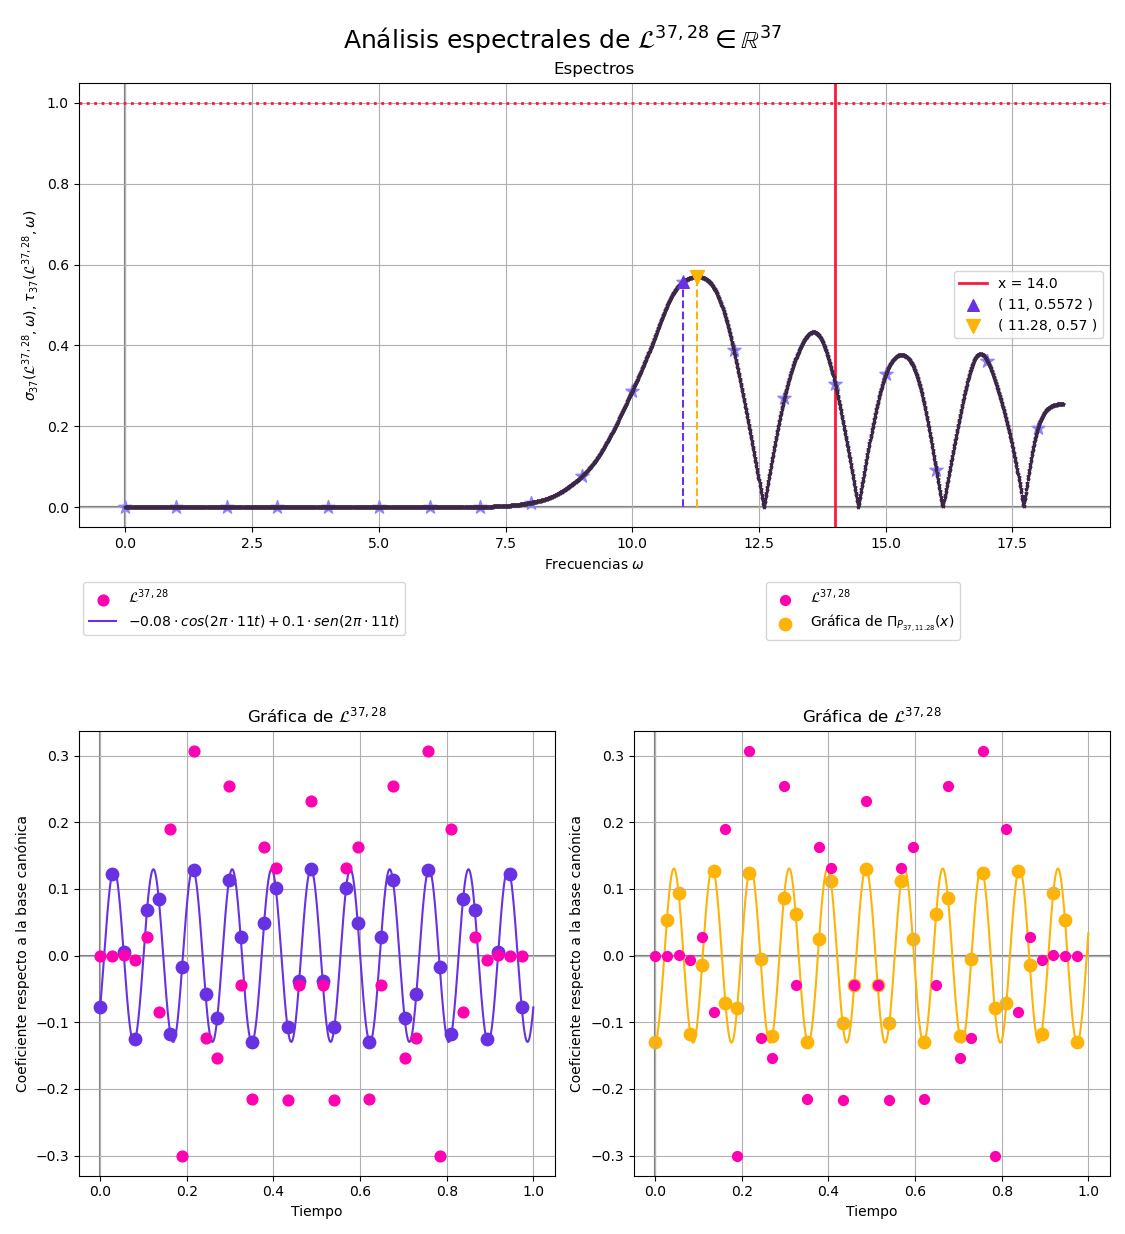 Análisis espectrales de 𝓛^{37,28} ∈ ℝ^{37}
Espectros
1.0
0.8
0.6
0.4
0.2
0.0
σ_{37}(𝓛^{37,28}, ω), τ_{37}(𝓛^{37,28}, ω)
x = 14.0
( 11, 0.5572 )
( 11.28, 0.57 )
0.0 2.5 5.0 7.5 10.0 12.5 15.0 17.5
Frecuencias ω
𝓛^{37,28}
−0.08 · cos(2π · 11t) + 0.1 · sen(2π · 11t)
𝓛^{37,28}
Gráfica de Π_{P_{37,11.28}}(x)
Gráfica de 𝓛^{37,28}
0.3
0.2
0.1
0.0
−0.1
−0.2
−0.3
Coeficiente respecto a la base canónica
0.0 0.2 0.4 0.6 0.8 1.0
Tiempo
Gráfica de 𝓛^{37,28}
0.3
0.2
0.1
0.0
−0.1
−0.2
−0.3
Coeficiente respecto a la base canónica
0.0 0.2 0.4 0.6 0.8 1.0
Tiempo